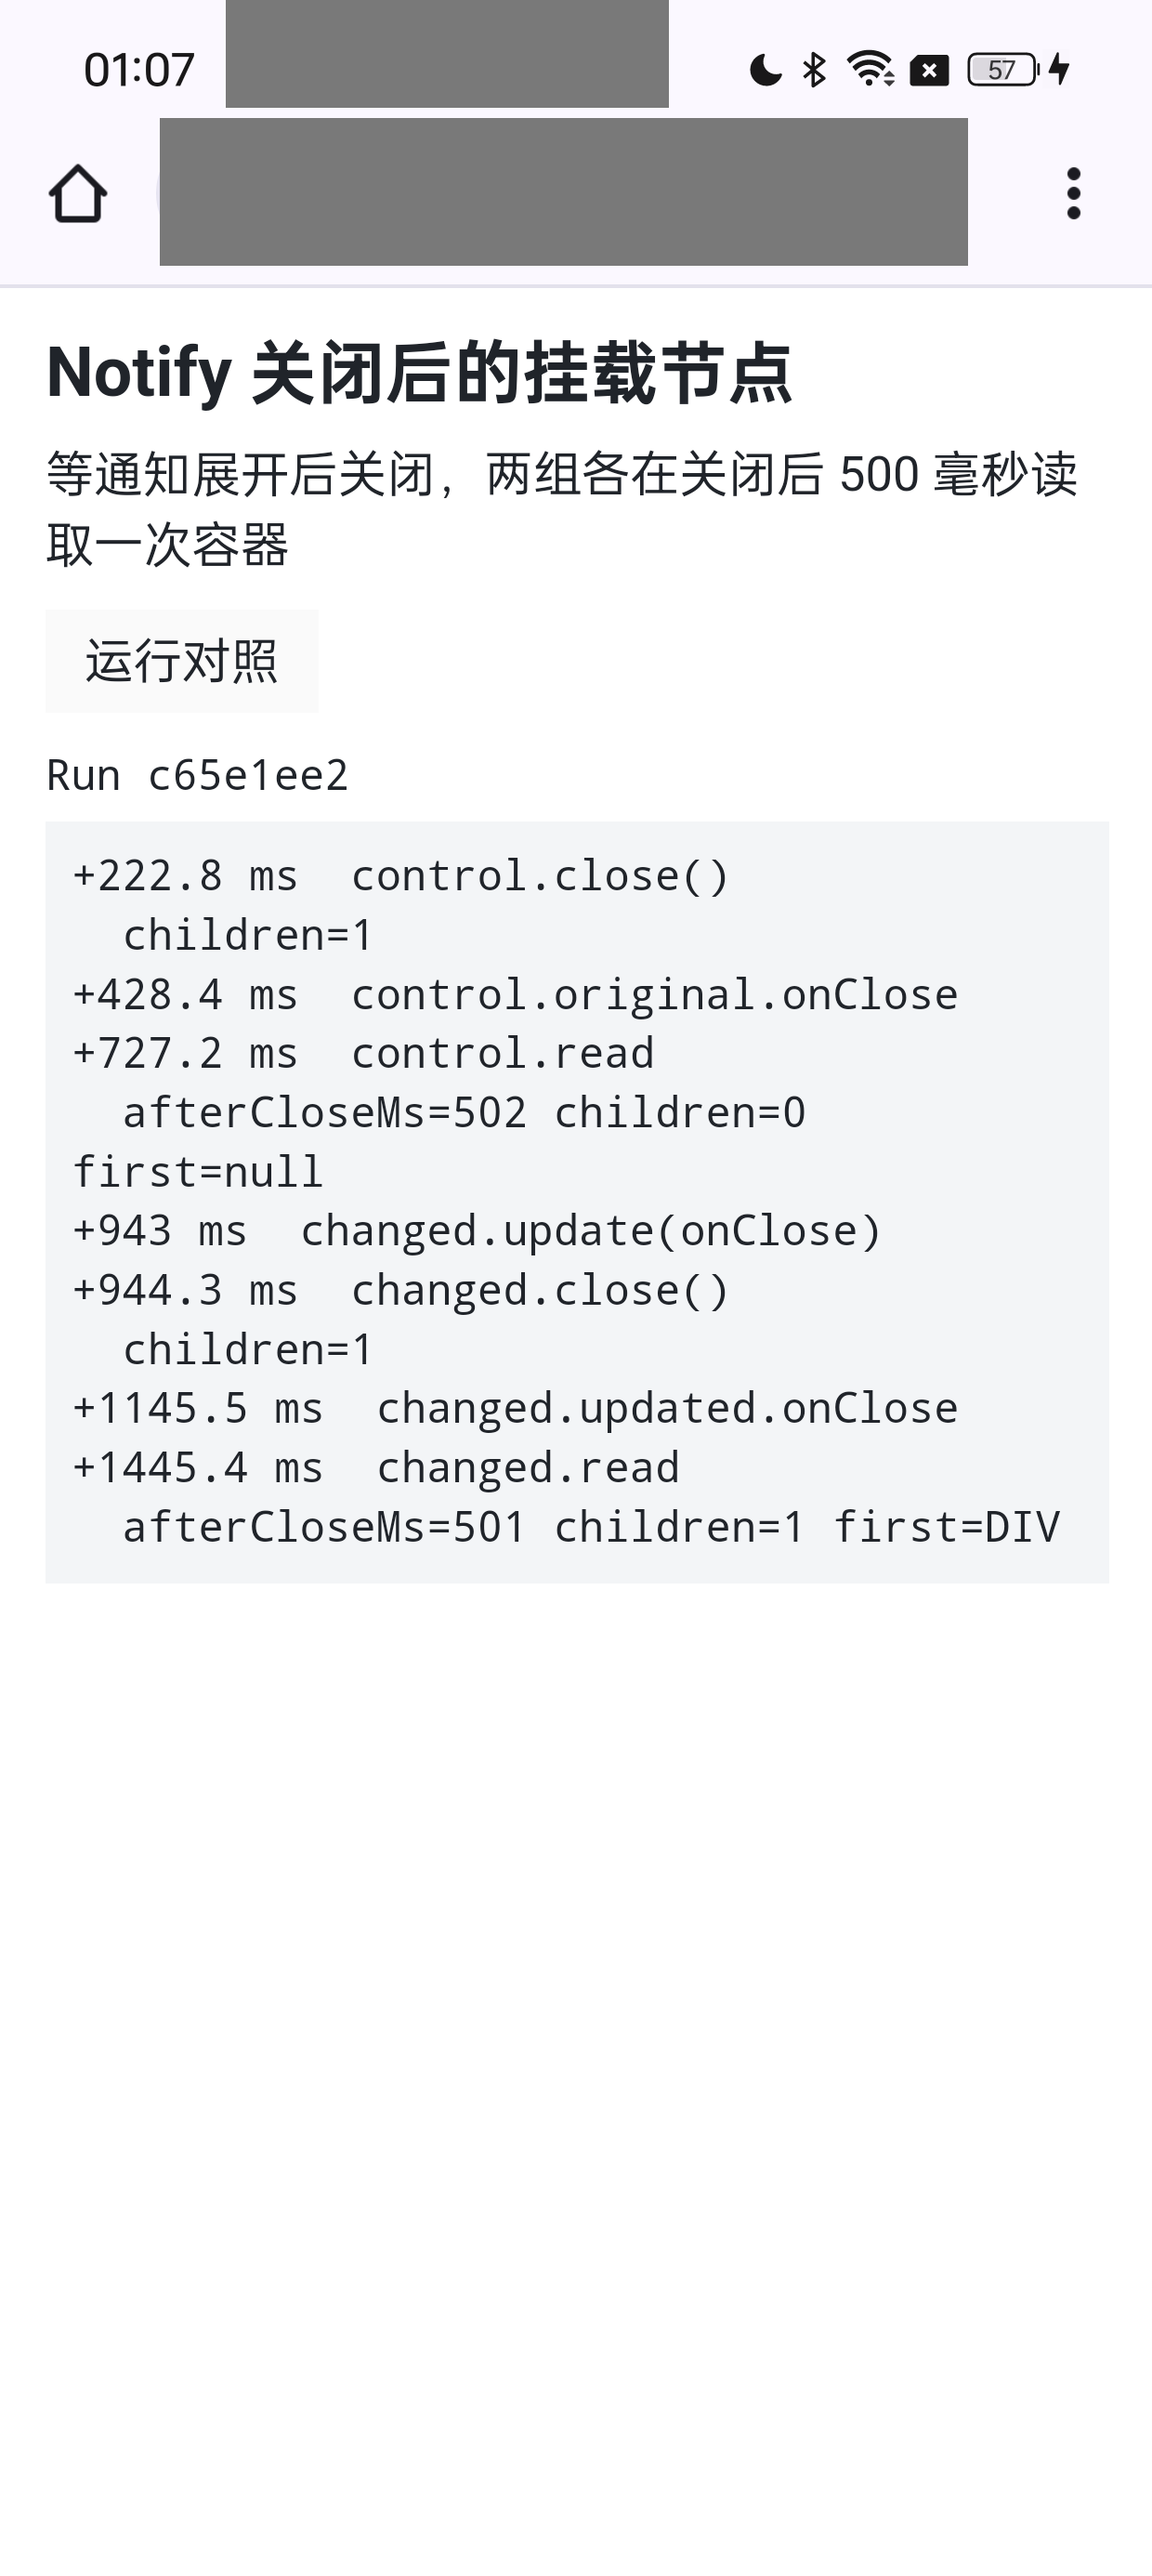 01:07
57
Notify 关闭后的挂载节点
等通知展开后关闭，两组各在关闭后 500 毫秒读
取一次容器
运行对照
Run c65e1ee2
+222.8 ms  control.close()
  children=1
+428.4 ms  control.original.onClose
+727.2 ms  control.read
  afterCloseMs=502 children=0
first=null
+943 ms  changed.update(onClose)
+944.3 ms  changed.close()
  children=1
+1145.5 ms  changed.updated.onClose
+1445.4 ms  changed.read
  afterCloseMs=501 children=1 first=DIV